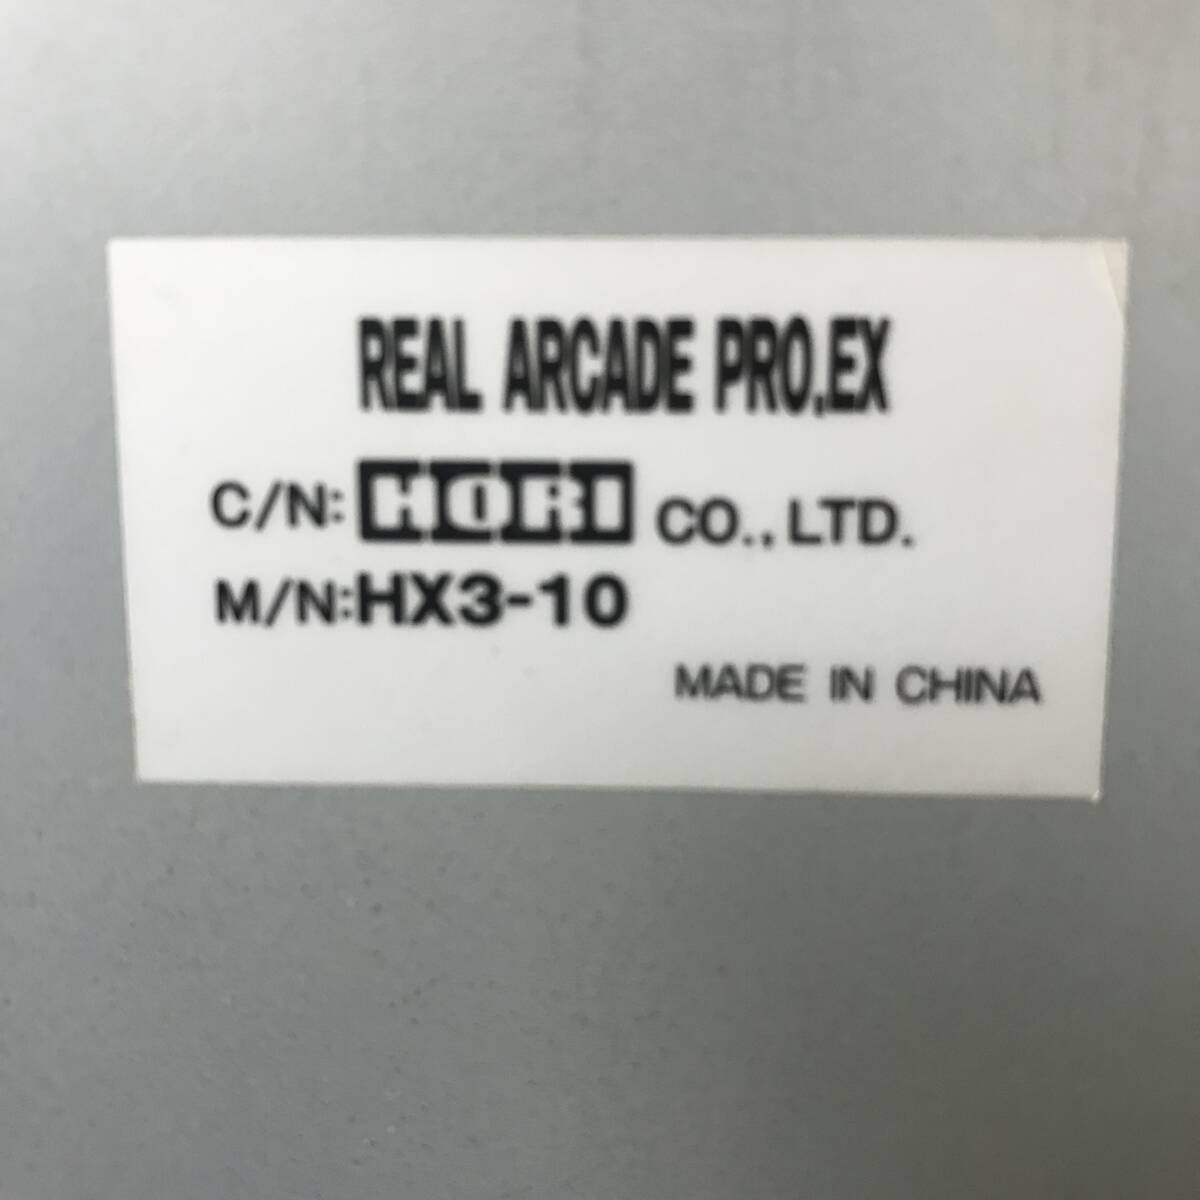 REAL ARCADE PRO.EX
C/N: HORI CO., LTD.
M/N:HX3-10
MADE IN CHINA